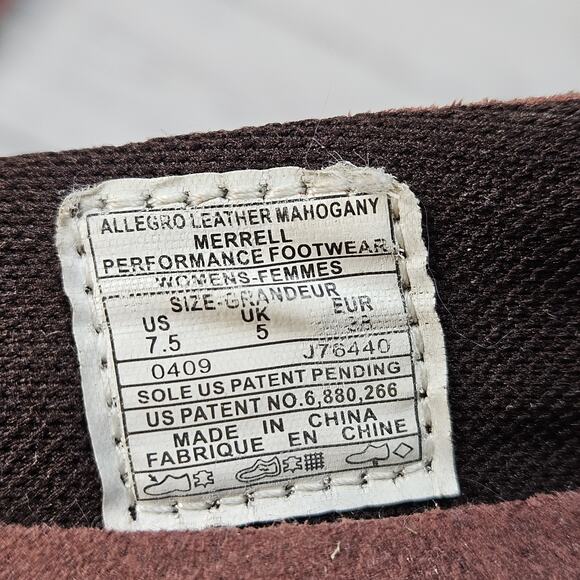 ALLEGRO LEATHER MAHOGANY
MERRELL
PERFORMANCE FOOTWEAR
WOMENS-FEMMES
SIZE-GRANDEUR
US UK EUR
7.5 5 38
0409 J76440
SOLE US PATENT PENDING
US PATENT NO.6,880,266
MADE IN CHINA
FABRIQUE EN CHINE